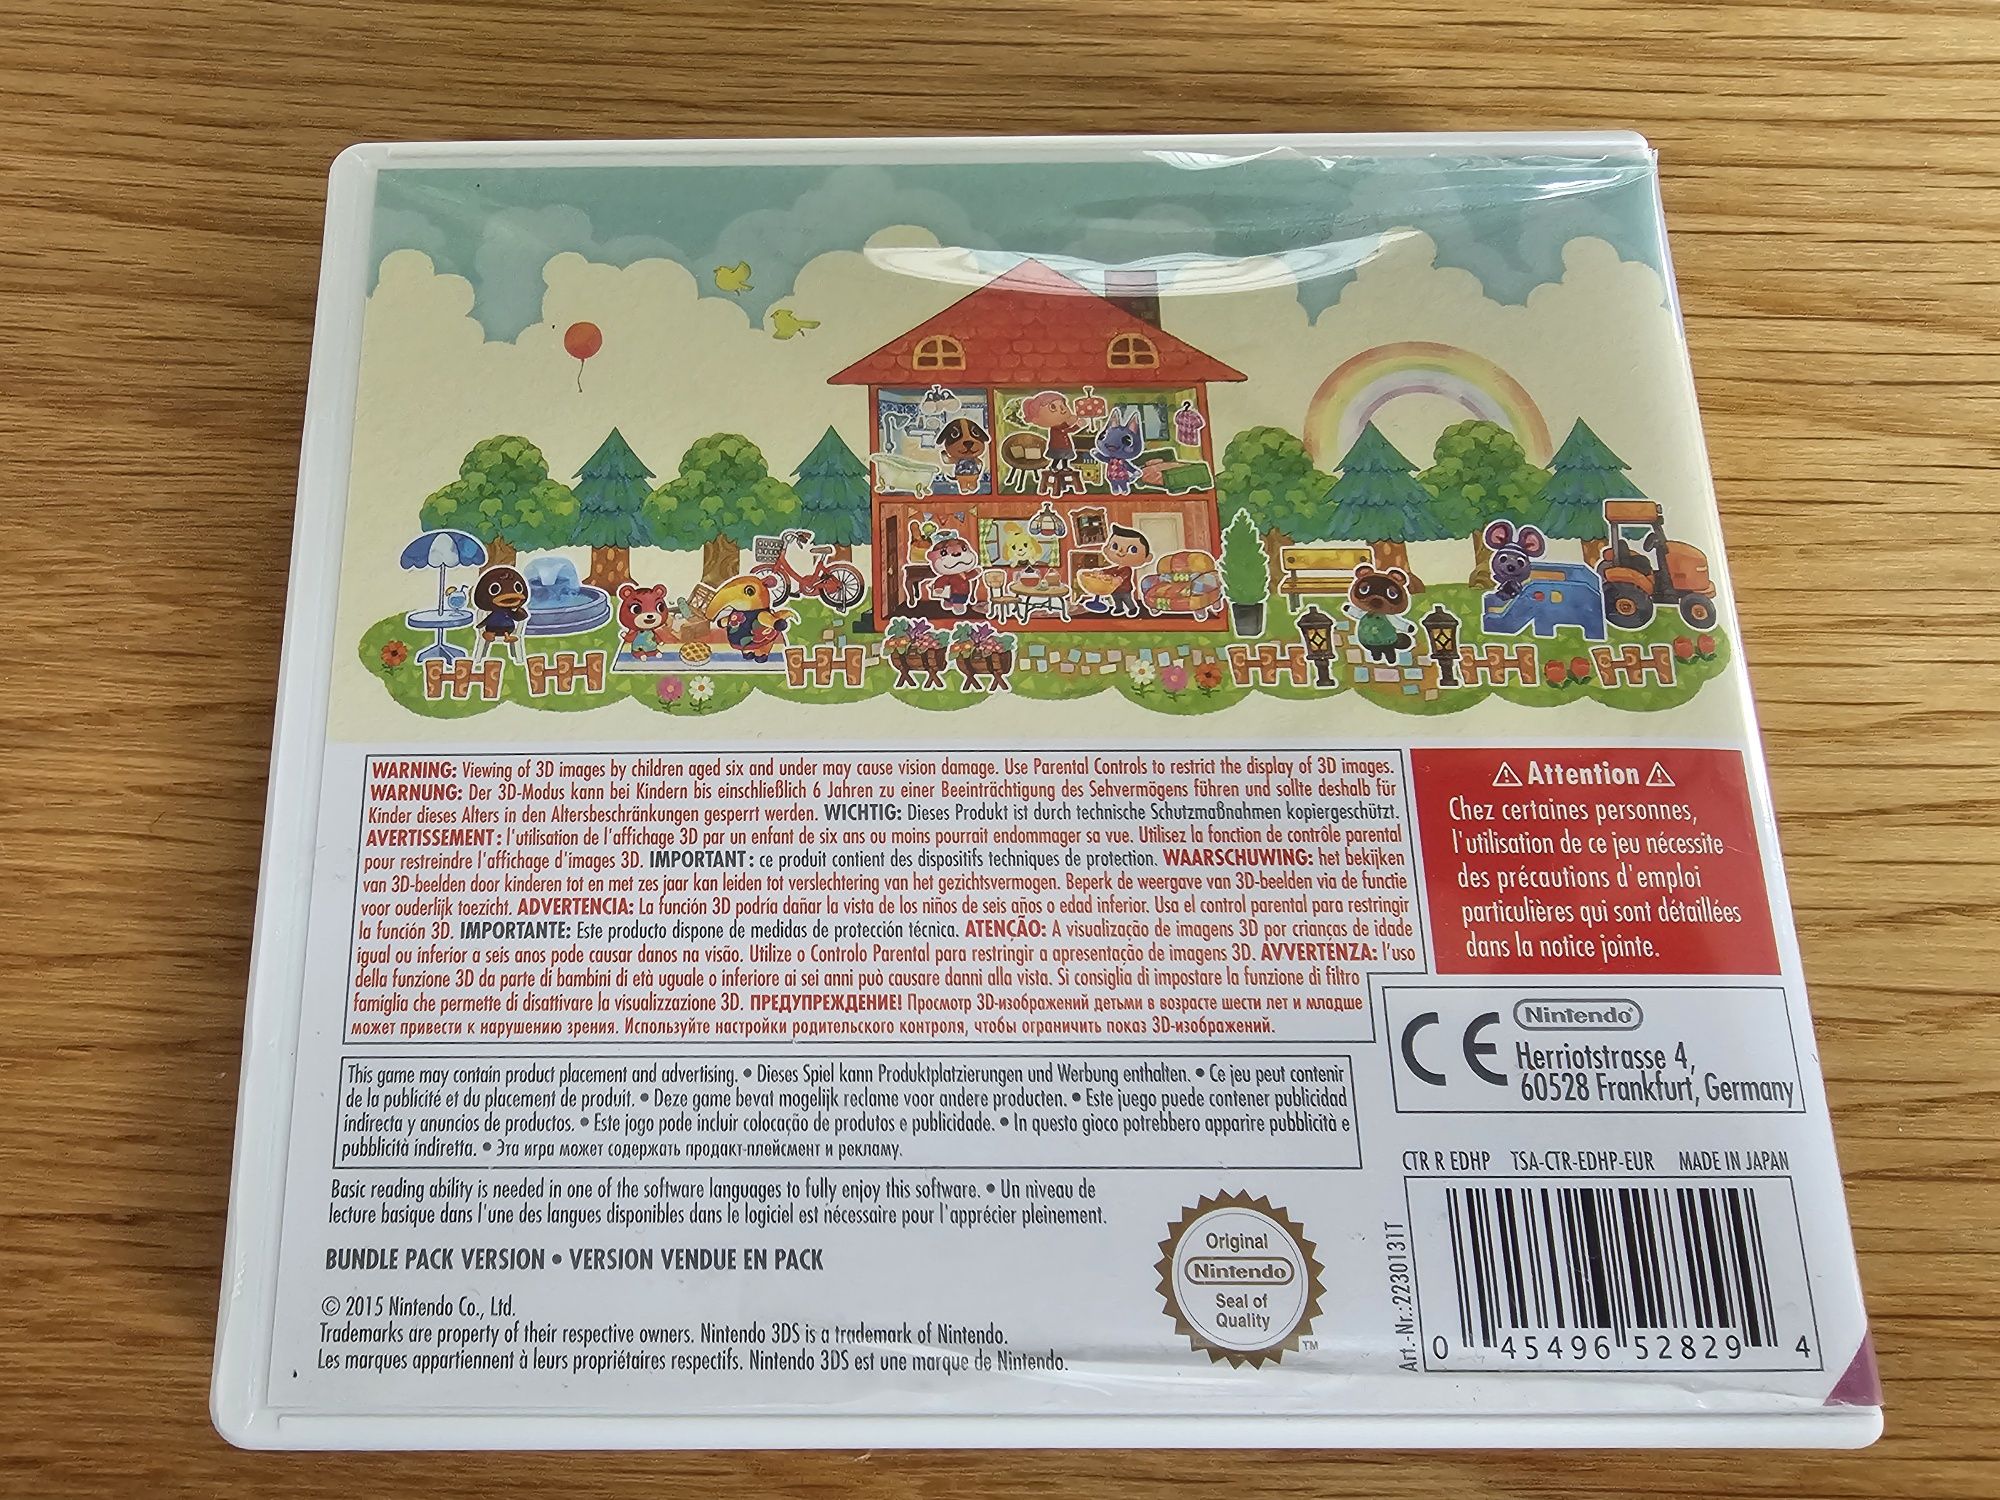 WARNING: Viewing of 3D images by children aged six and under may cause vision damage. Use Parental Controls to restrict the display of 3D images.
WARNUNG: Der 3D-Modus kann bei Kindern bis einschließlich 6 Jahren zu einer Beeinträchtigung des Sehvermögens führen und sollte deshalb für
Kinder dieses Alters in den Altersbeschränkungen gesperrt werden. WICHTIG: Dieses Produkt ist durch technische Schutzmaßnahmen kopiergeschützt.
AVERTISSEMENT : l'utilisation de l'affichage 3D par un enfant de six ans ou moins pourrait endommager sa vue. Utilisez la fonction de contrôle parental
pour restreindre l'affichage d'images 3D. IMPORTANT : ce produit contient des dispositifs techniques de protection. WAARSCHUWING: het bekijken
van 3D-beelden door kinderen tot en met zes jaar kan leiden tot verslechtering van het gezichtsvermogen. Beperk de weergave van 3D-beelden via de functie
voor ouderlijk toezicht. ADVERTENCIA: La función 3D podría dañar la vista de los niños de seis años o edad inferior. Usa el control parental para restringir
la función 3D. IMPORTANTE: Este producto dispone de medidas de protección técnica. ATENÇÃO: A visualização de imagens 3D por crianças de idade
igual ou inferior a seis anos pode causar danos na visão. Utilize o Controlo Parental para restringir a apresentação de imagens 3D. AVVERTENZA: l'uso
della funzione 3D da parte di bambini di età uguale o inferiore ai sei anni può causare danni alla vista. Si consiglia di impostare la funzione di filtro
famiglia che permette di disattivare la visualizzazione 3D. ПРЕДУПРЕЖДЕНИЕ! Просмотр 3D-изображений детьми в возрасте шести лет и младше
может привести к нарушению зрения. Используйте настройки родительского контроля, чтобы ограничить показ 3D-изображений.
⚠ Attention ⚠
Chez certaines personnes,
l'utilisation de ce jeu nécessite
des précautions d'emploi
particulières qui sont détaillées
dans la notice jointe.
CE Nintendo®
Herriotstrasse 4,
60528 Frankfurt, Germany
This game may contain product placement and advertising. • Dieses Spiel kann Produktplatzierungen und Werbung enthalten. • Ce jeu peut contenir
de la publicité et du placement de produit. • Deze game bevat mogelijk reclame voor andere producten. • Este juego puede contener publicidad
indirecta y anuncios de productos. • Este jogo pode incluir colocação de produtos e publicidade. • In questo gioco potrebbero apparire pubblicità e
pubblicità indiretta. • Эта игра может содержать продакт-плейсмент и рекламу.
Basic reading ability is needed in one of the software languages to fully enjoy this software. • Un niveau de
lecture basique dans l'une des langues disponibles dans le logiciel est nécessaire pour l'apprécier pleinement.
BUNDLE PACK VERSION • VERSION VENDUE EN PACK
© 2015 Nintendo Co., Ltd.
Trademarks are property of their respective owners. Nintendo 3DS is a trademark of Nintendo.
Les marques appartiennent à leurs propriétaires respectifs. Nintendo 3DS est une marque de Nintendo.
Original
Nintendo
Seal of
Quality
TM
CTR R EDHP TSA-CTR-EDHP-EUR MADE IN JAPAN
Art.-Nr.:2230131T
0 45496 52829 4